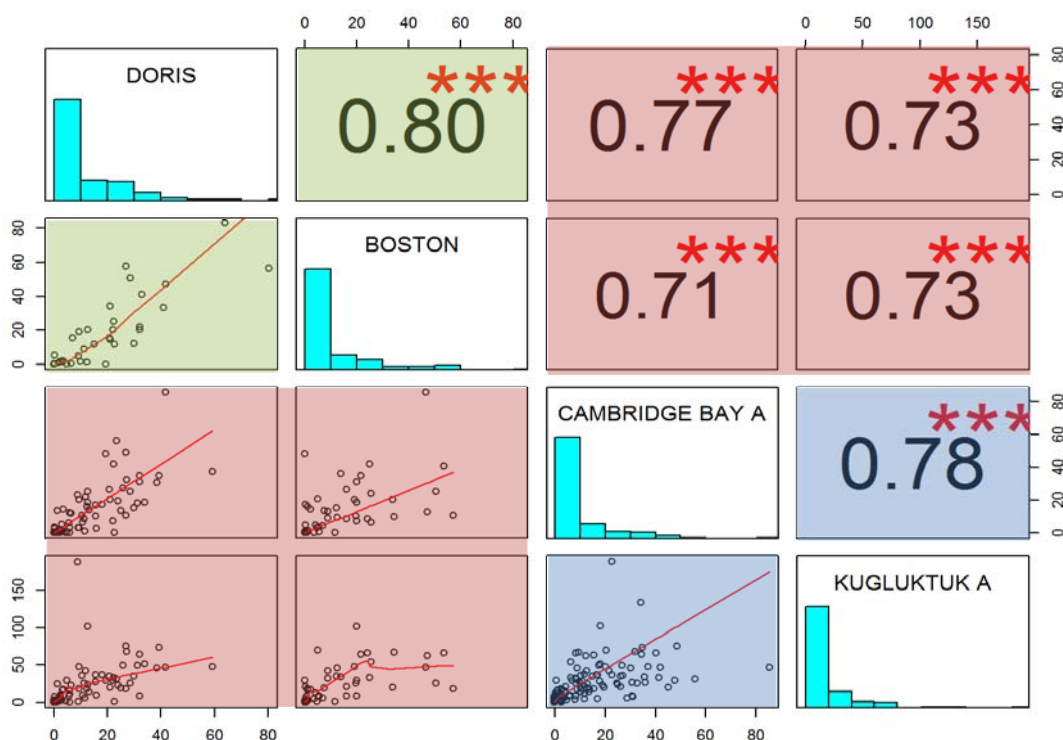 0 20 40 60 80 0 50 100 150
DORIS 0.80 *** 0.77 *** 0.73 *** 0 20 40 60 80
0 20 40 60 80 BOSTON 0.71 *** 0.73 ***
CAMBRIDGE BAY A 0.78 *** 0 20 40 60 80
0 50 100 150 KUGLUKTUK A
0 20 40 60 80 0 20 40 60 80